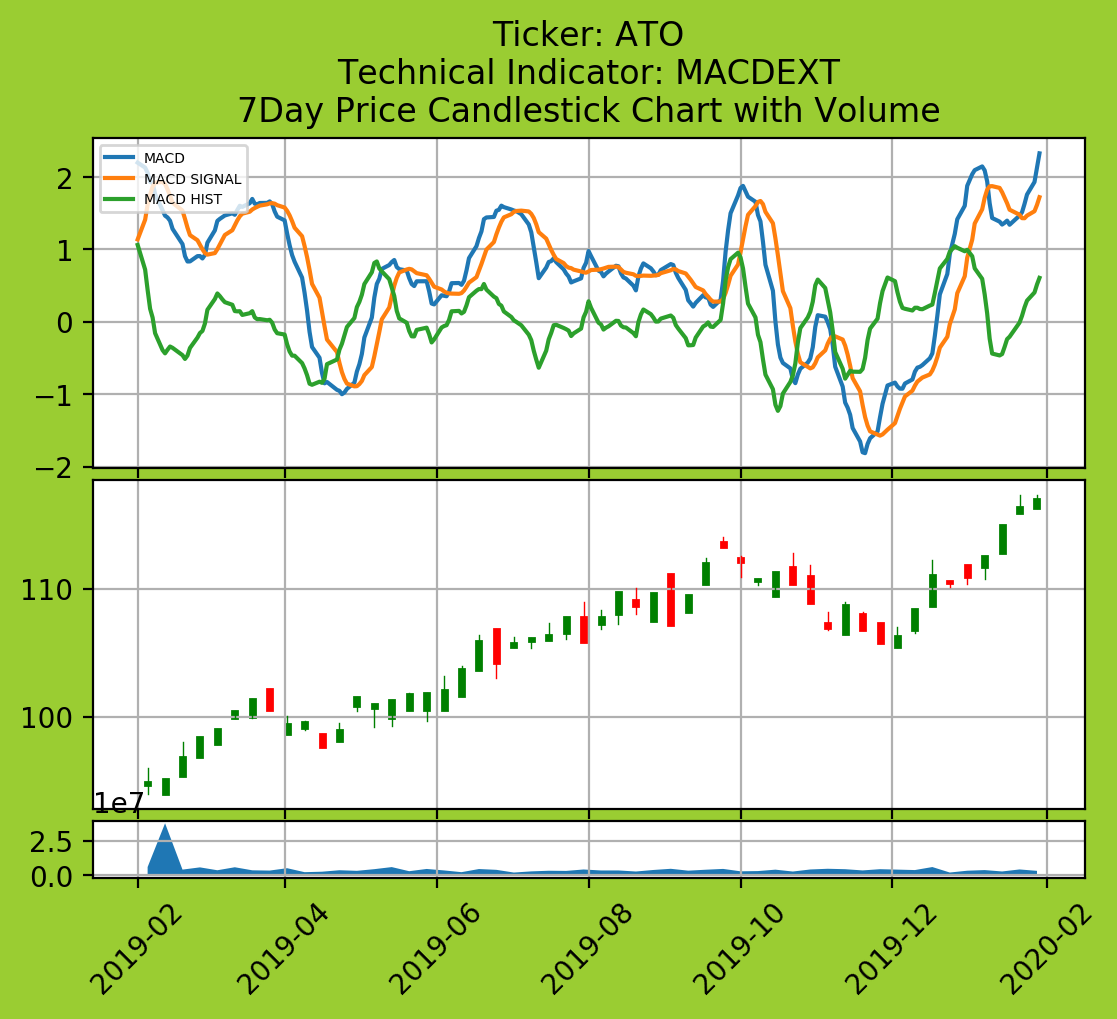 Ticker: ATO
Technical Indicator: MACDEXT
7Day Price Candlestick Chart with Volume
MACD
MACD SIGNAL
MACD HIST
2
1
0
−1
−2
110
100
1e7
2.5
0.0
2019-02
2019-04
2019-06
2019-08
2019-10
2019-12
2020-02